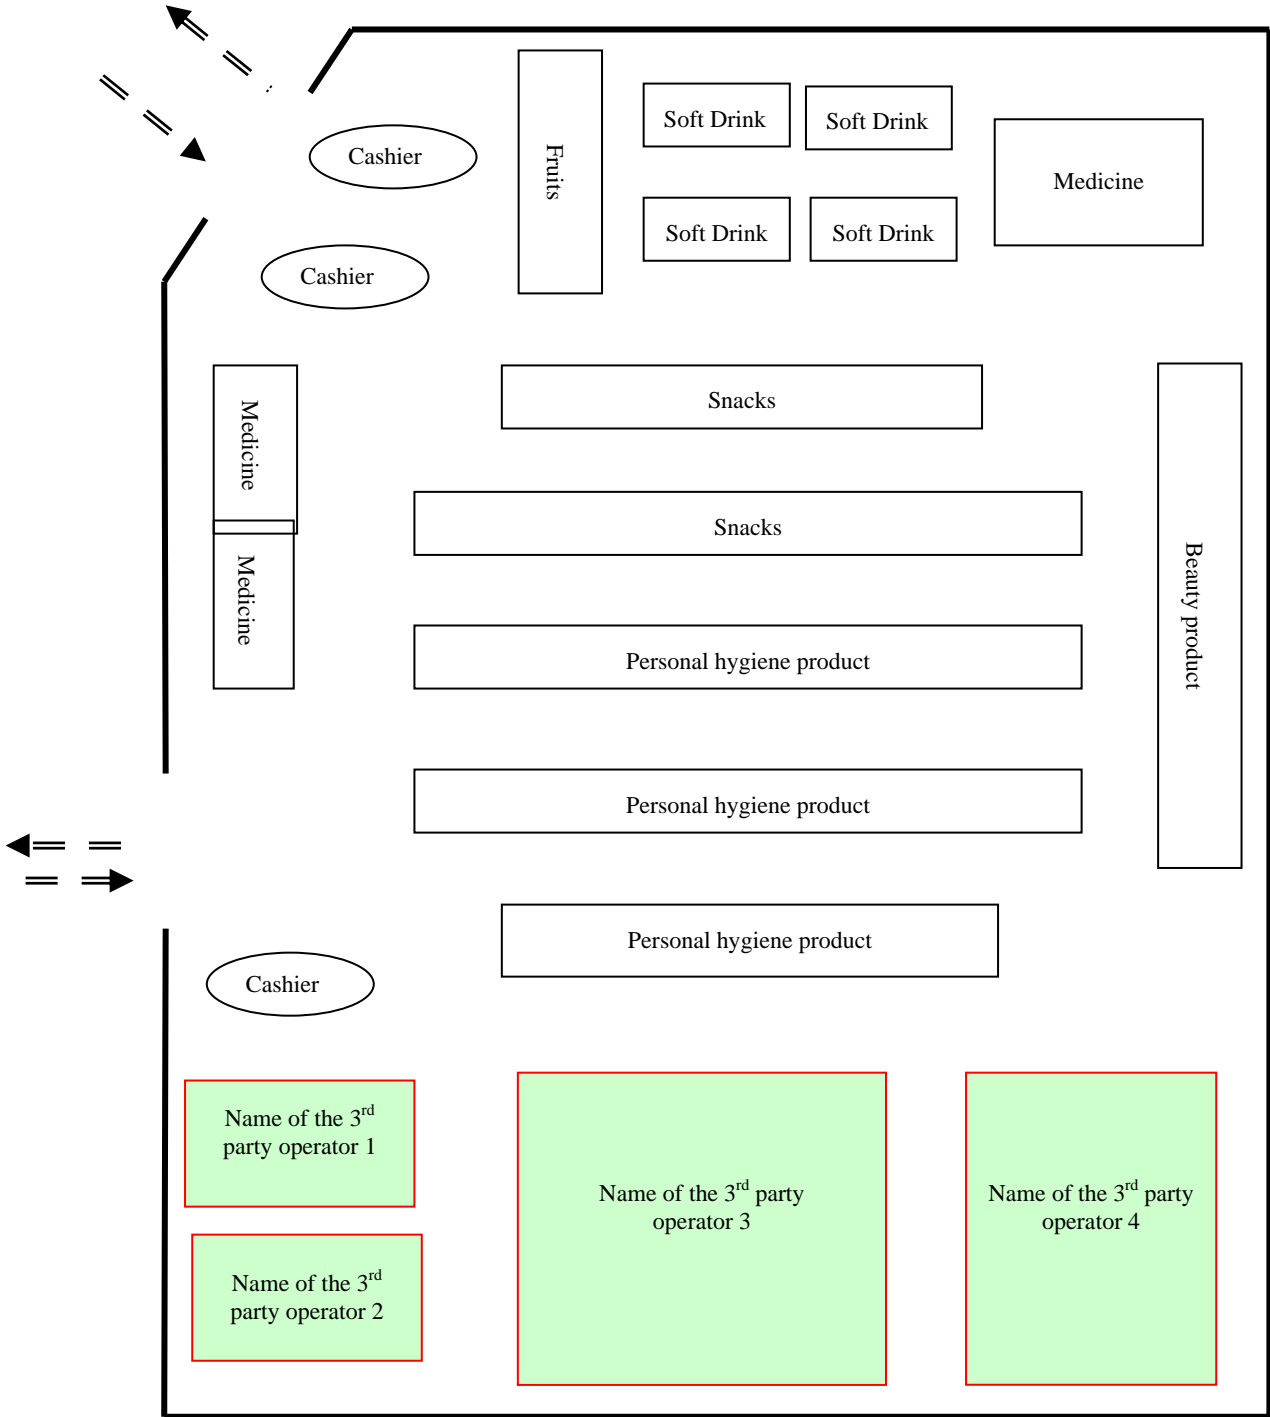 Soft Drink
Soft Drink
Cashier
Fruits
Medicine
Soft Drink
Soft Drink
Cashier
Snacks
Medicine
Snacks
Medicine
Beauty product
Personal hygiene product
Personal hygiene product
Personal hygiene product
Cashier
Name of the 3rd
party operator 1
Name of the 3rd party
operator 3
Name of the 3rd party
operator 4
Name of the 3rd
party operator 2